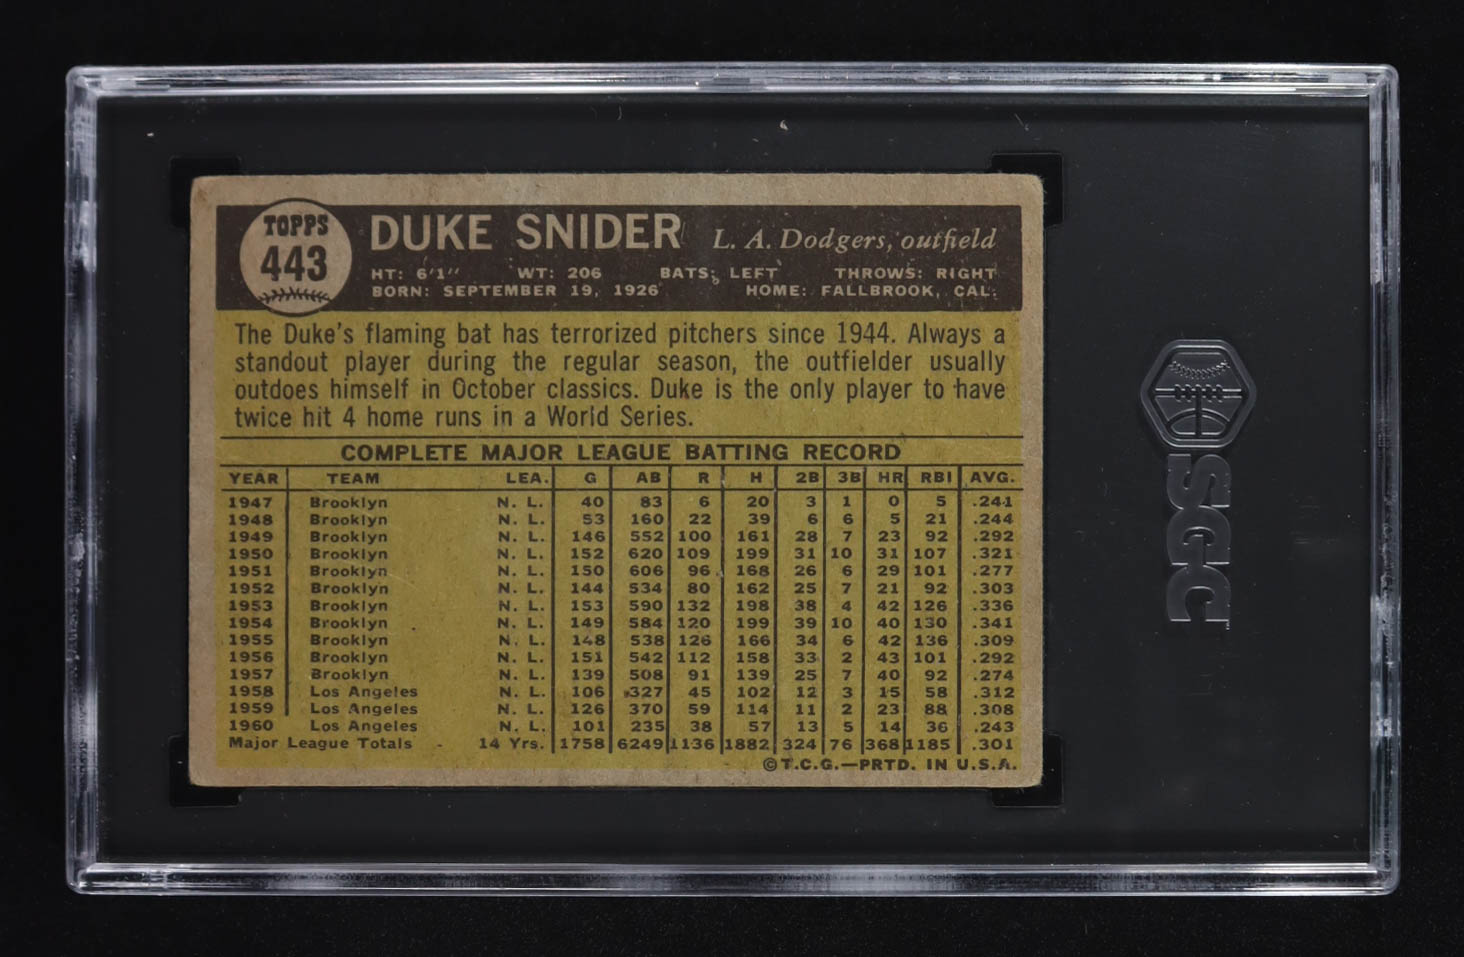 TOPPS
443
DUKE SNIDER L. A. Dodgers, outfield
HT: 6'1" WT: 206 BATS: LEFT THROWS: RIGHT
BORN: SEPTEMBER 19, 1926 HOME: FALLBROOK, CAL.
The Duke's flaming bat has terrorized pitchers since 1944. Always a
standout player during the regular season, the outfielder usually
outdoes himself in October classics. Duke is the only player to have
twice hit 4 home runs in a World Series.
COMPLETE MAJOR LEAGUE BATTING RECORD
YEAR TEAM LEA. G AB R H 2B 3B HR RBI AVG.
1947 Brooklyn N. L. 40 83 6 20 3 1 0 5 .241
1948 Brooklyn N. L. 53 160 22 39 6 6 5 21 .244
1949 Brooklyn N. L. 146 552 100 161 28 7 23 92 .292
1950 Brooklyn N. L. 152 620 109 199 31 10 31 107 .321
1951 Brooklyn N. L. 150 606 96 168 26 6 29 101 .277
1952 Brooklyn N. L. 144 534 80 162 25 7 21 92 .303
1953 Brooklyn N. L. 153 590 132 198 38 4 42 126 .336
1954 Brooklyn N. L. 149 584 120 199 39 10 40 130 .341
1955 Brooklyn N. L. 148 538 126 166 34 6 42 136 .309
1956 Brooklyn N. L. 151 542 112 158 33 2 43 101 .292
1957 Brooklyn N. L. 139 508 91 139 25 7 40 92 .274
1958 Los Angeles N. L. 106 327 45 102 12 3 15 58 .312
1959 Los Angeles N. L. 126 370 59 114 11 2 23 88 .308
1960 Los Angeles N. L. 101 235 38 57 13 5 14 36 .243
Major League Totals - 14 Yrs. 1758 6249 1136 1882 324 76 368 1185 .301
©T.C.G.—PRTD. IN U.S.A.
SGC